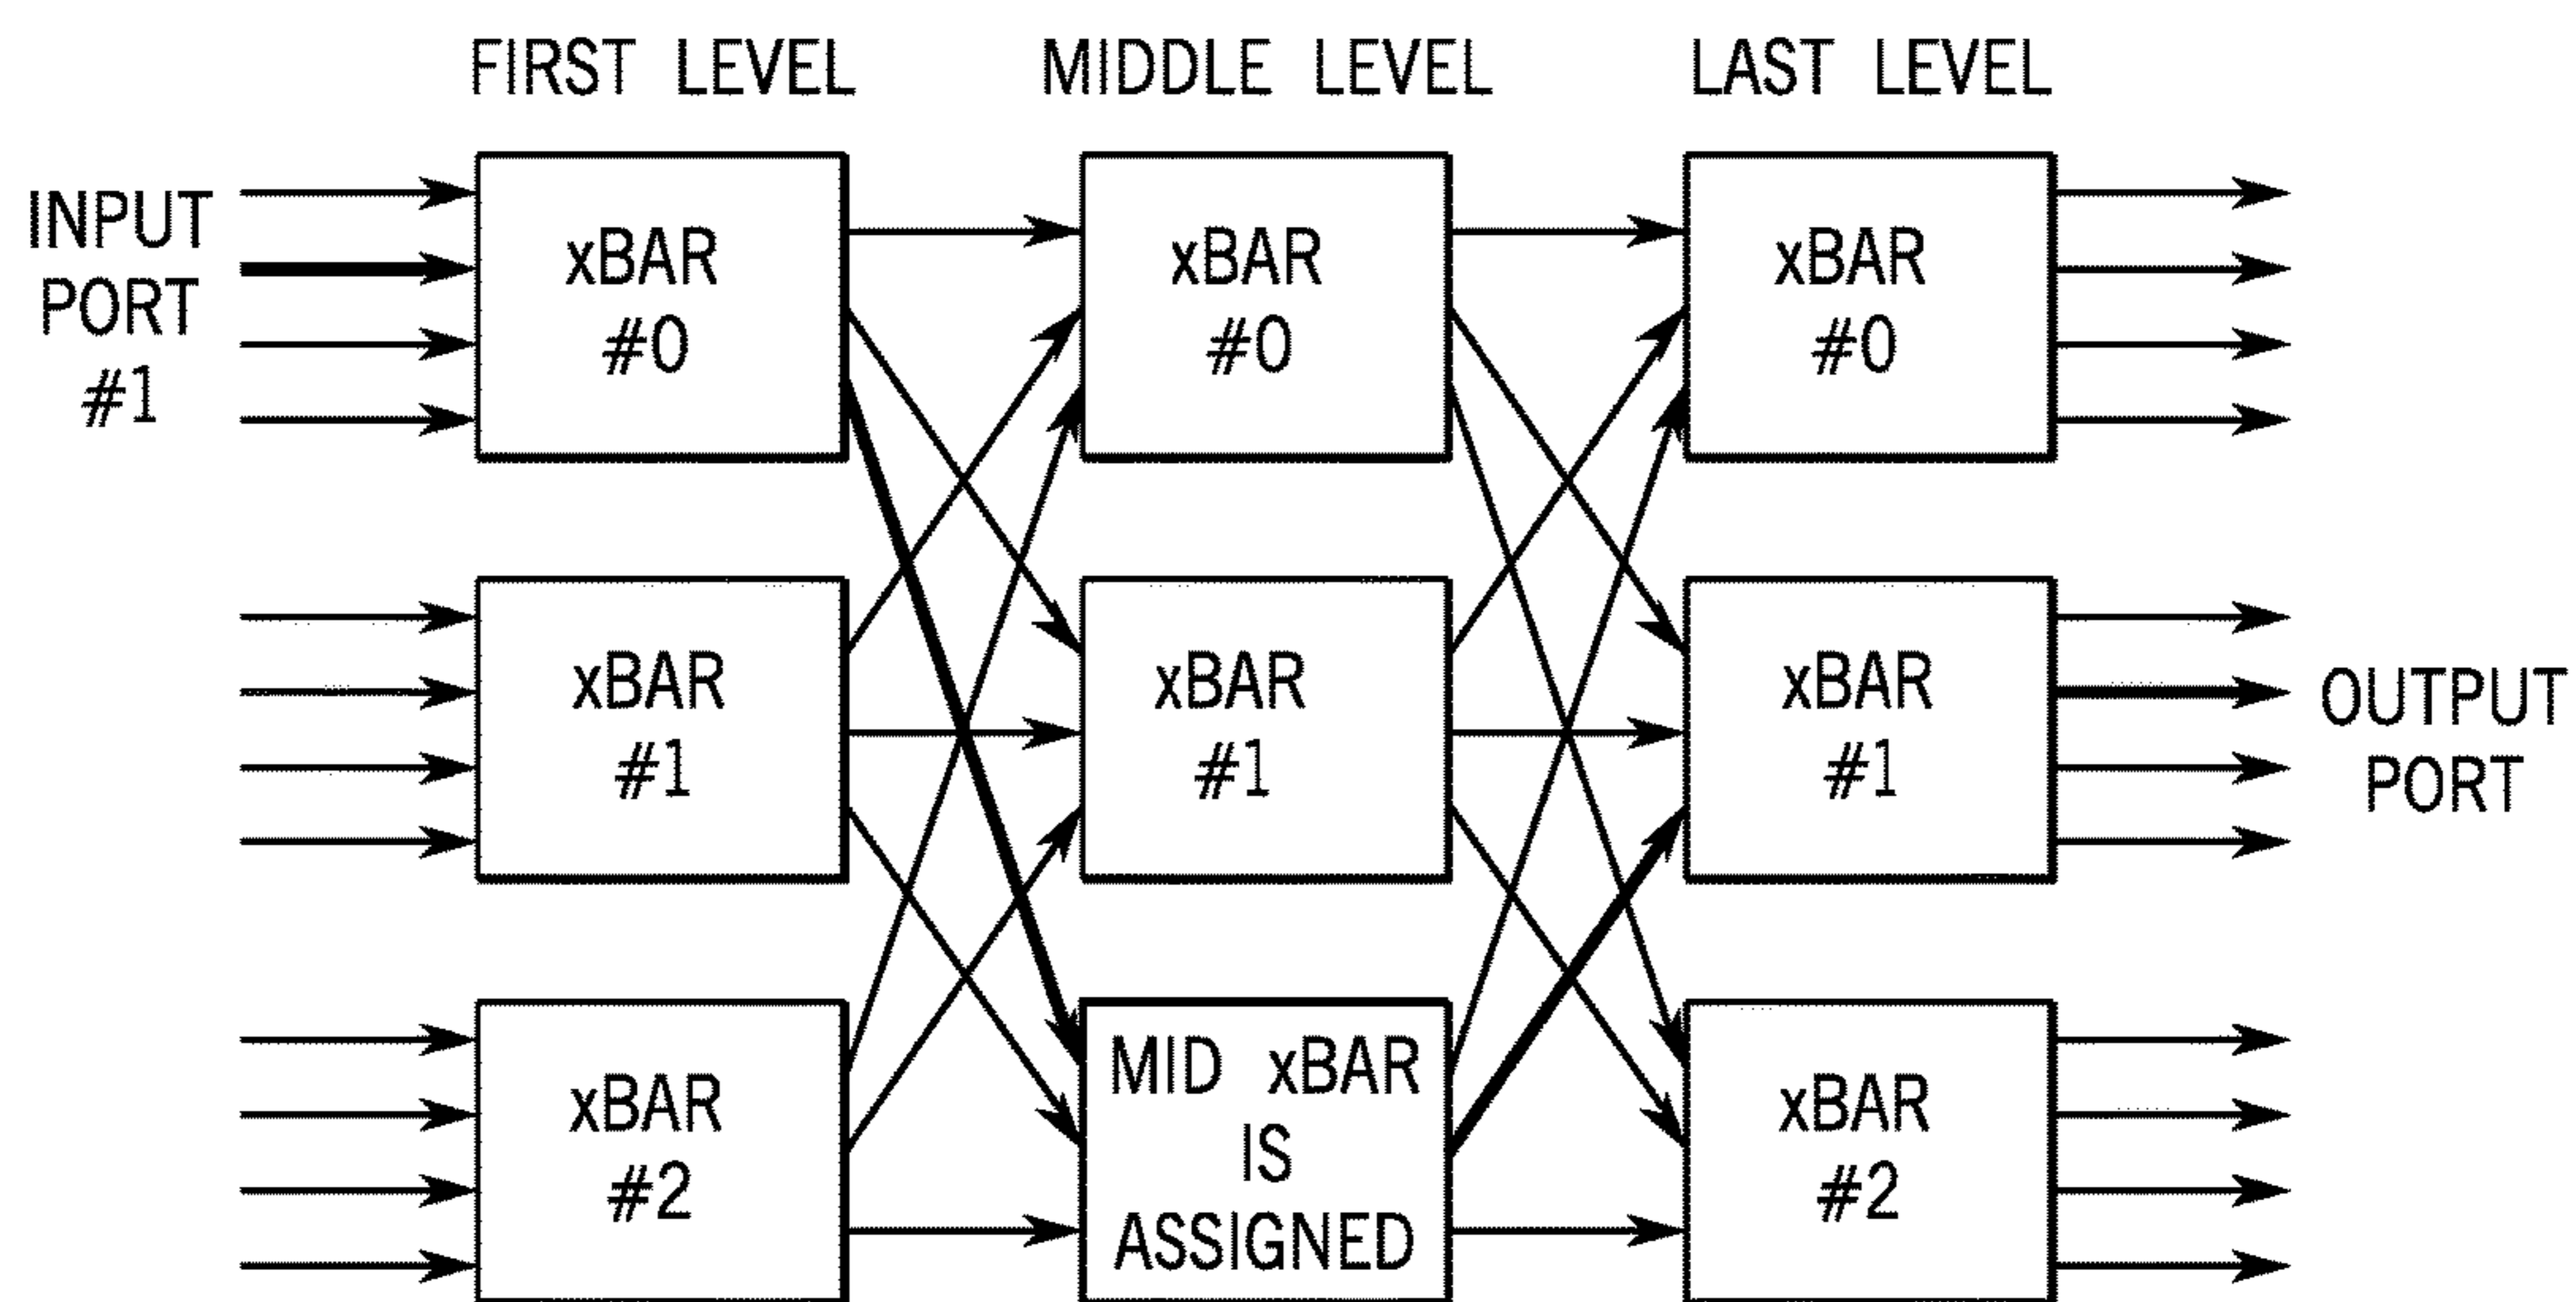 FIRST LEVEL
MIDDLE LEVEL
LAST LEVEL
INPUT
PORT
#1
xBAR
#0
xBAR
#0
xBAR
#0
xBAR
#1
xBAR
#1
xBAR
#1
OUTPUT
PORT
xBAR
#2
MID xBAR
IS
ASSIGNED
xBAR
#2